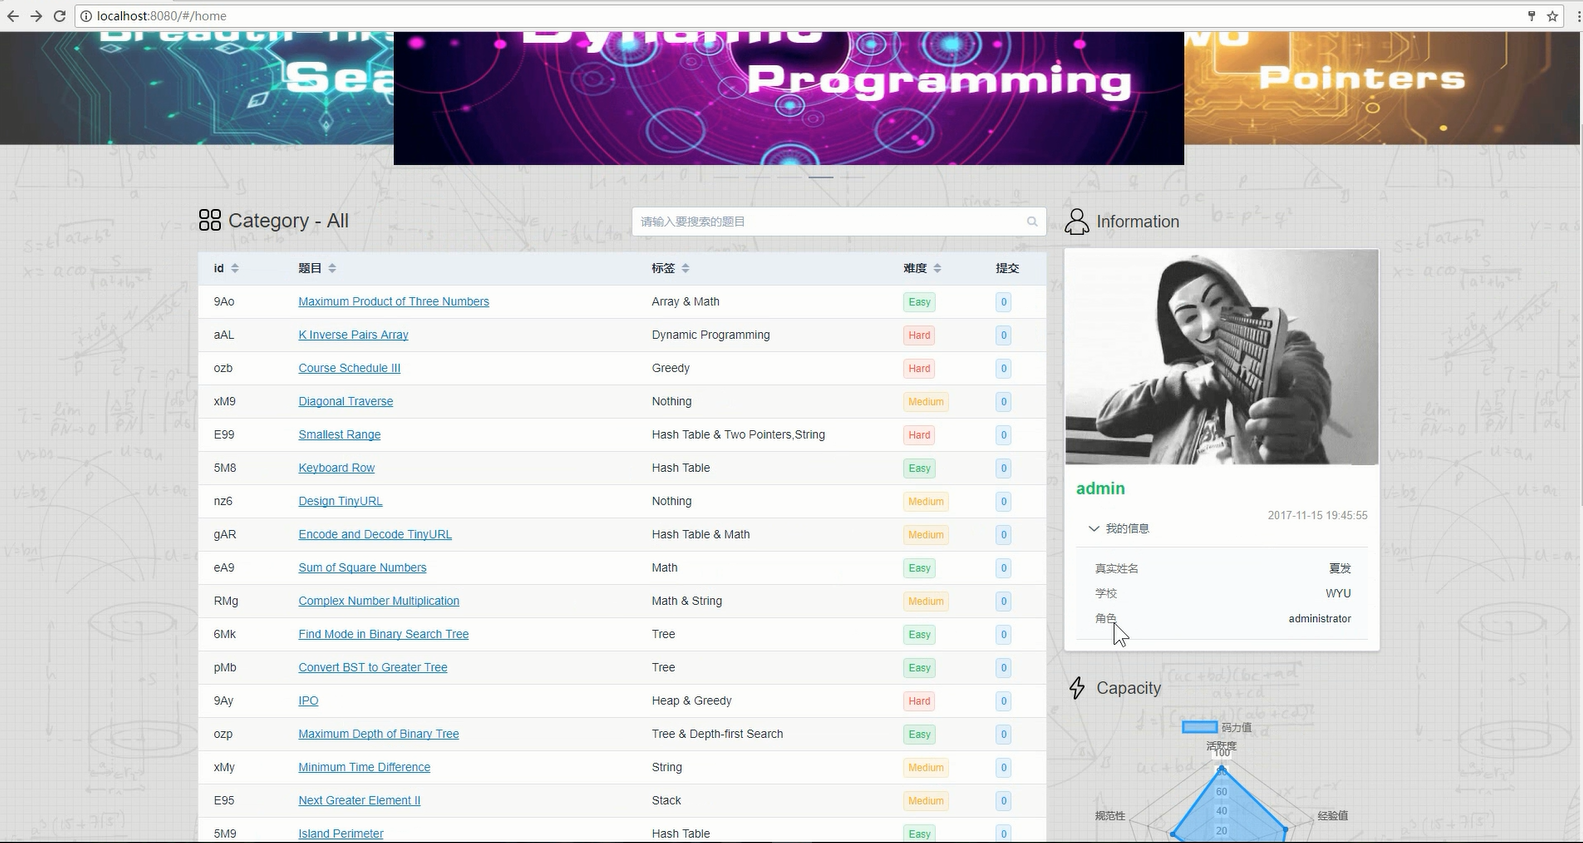 localhost:8080/#/home
Breadth-firs
Sea
Dynamic
Programming
Two
Pointers
Category - All
请输入要搜索的题目
Information
id 题目 标签 难度 提交
9Ao Maximum Product of Three Numbers Array & Math Easy 0
aAL K Inverse Pairs Array Dynamic Programming Hard 0
ozb Course Schedule III Greedy Hard 0
xM9 Diagonal Traverse Nothing Medium 0
E99 Smallest Range Hash Table & Two Pointers,String Hard 0
5M8 Keyboard Row Hash Table Easy 0
nz6 Design TinyURL Nothing Medium 0
gAR Encode and Decode TinyURL Hash Table & Math Medium 0
eA9 Sum of Square Numbers Math Easy 0
RMg Complex Number Multiplication Math & String Medium 0
6Mk Find Mode in Binary Search Tree Tree Easy 0
pMb Convert BST to Greater Tree Tree Easy 0
9Ay IPO Heap & Greedy Hard 0
ozp Maximum Depth of Binary Tree Tree & Depth-first Search Easy 0
xMy Minimum Time Difference String Medium 0
E95 Next Greater Element II Stack Medium 0
5M9 Island Perimeter Hash Table Easy 0
admin
2017-11-15 19:45:55
我的信息
真实姓名 夏发
学校 WYU
角色 administrator
Capacity
码力值
活跃度
100
80
60
40
20
规范性
经验值